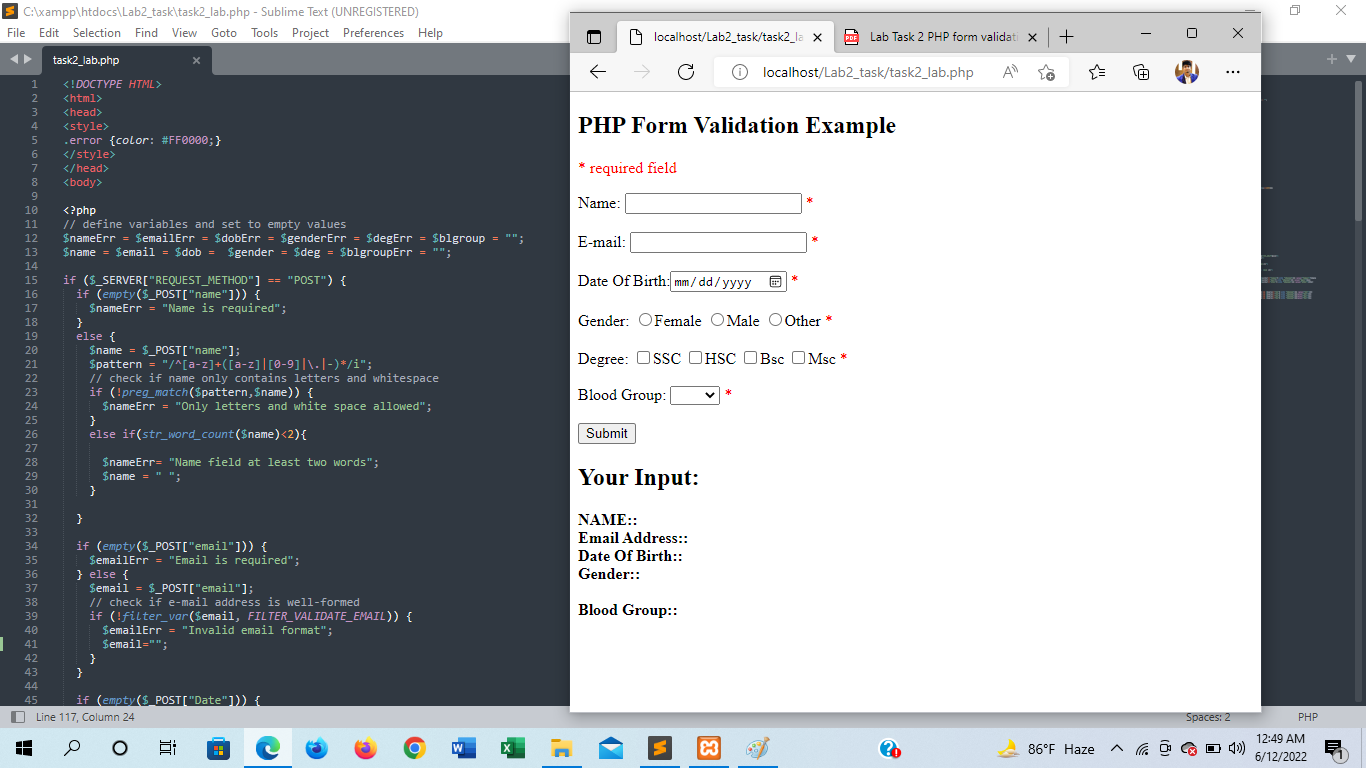 C:\xampp\htdocs\Lab2_task\task2_lab.php - Sublime Text (UNREGISTERED)
File Edit Selection Find View Goto Tools Project Preferences Help
task2_lab.php ×
1 <!DOCTYPE HTML>
2 <html>
3 <head>
4 <style>
5 .error {color: #FF0000;}
6 </style>
7 </head>
8 <body>
9
10 <?php
11 // define variables and set to empty values
12 $nameErr = $emailErr = $dobErr = $genderErr = $degErr = $blgroup = "";
13 $name = $email = $dob =  $gender = $deg = $blgroupErr = "";
14
15 if ($_SERVER["REQUEST_METHOD"] == "POST") {
16 if (empty($_POST["name"])) {
17 $nameErr = "Name is required";
18 }
19 else {
20 $name = $_POST["name"];
21 $pattern = "/^[a-z]+([a-z]|[0-9]|\.|-)*/i";
22 // check if name only contains letters and whitespace
23 if (!preg_match($pattern,$name)) {
24 $nameErr = "Only letters and white space allowed";
25 }
26 else if(str_word_count($name)<2){
27
28 $nameErr= "Name field at least two words";
29 $name = " ";
30 }
31
32 }
33
34 if (empty($_POST["email"])) {
35 $emailErr = "Email is required";
36 } else {
37 $email = $_POST["email"];
38 // check if e-mail address is well-formed
39 if (!filter_var($email, FILTER_VALIDATE_EMAIL)) {
40 $emailErr = "Invalid email format";
41 $email="";
42 }
43 }
44
45 if (empty($_POST["Date"])) {
Line 117, Column 24
Spaces: 2 PHP
localhost/Lab2_task/task2_la
PDF Lab Task 2 PHP form validati
localhost/Lab2_task/task2_lab.php
PHP Form Validation Example
* required field
Name: *
E-mail: *
Date Of Birth: mm/dd/yyyy *
Gender: Female Male Other *
Degree: SSC HSC Bsc Msc *
Blood Group: *
Submit
Your Input:
NAME::
Email Address::
Date Of Birth::
Gender::
Blood Group::
86°F Haze
12:49 AM
6/12/2022
1